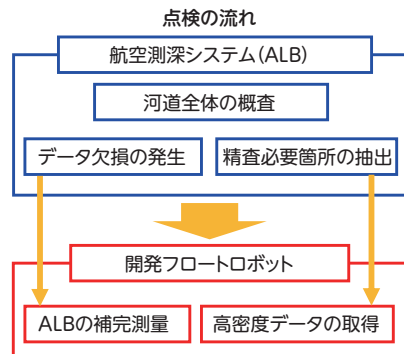 点検の流れ
航空測深システム(ALB)
河道全体の概査
データ欠損の発生
精査必要箇所の抽出
開発フロートロボット
ALBの補完測量
高密度データの取得